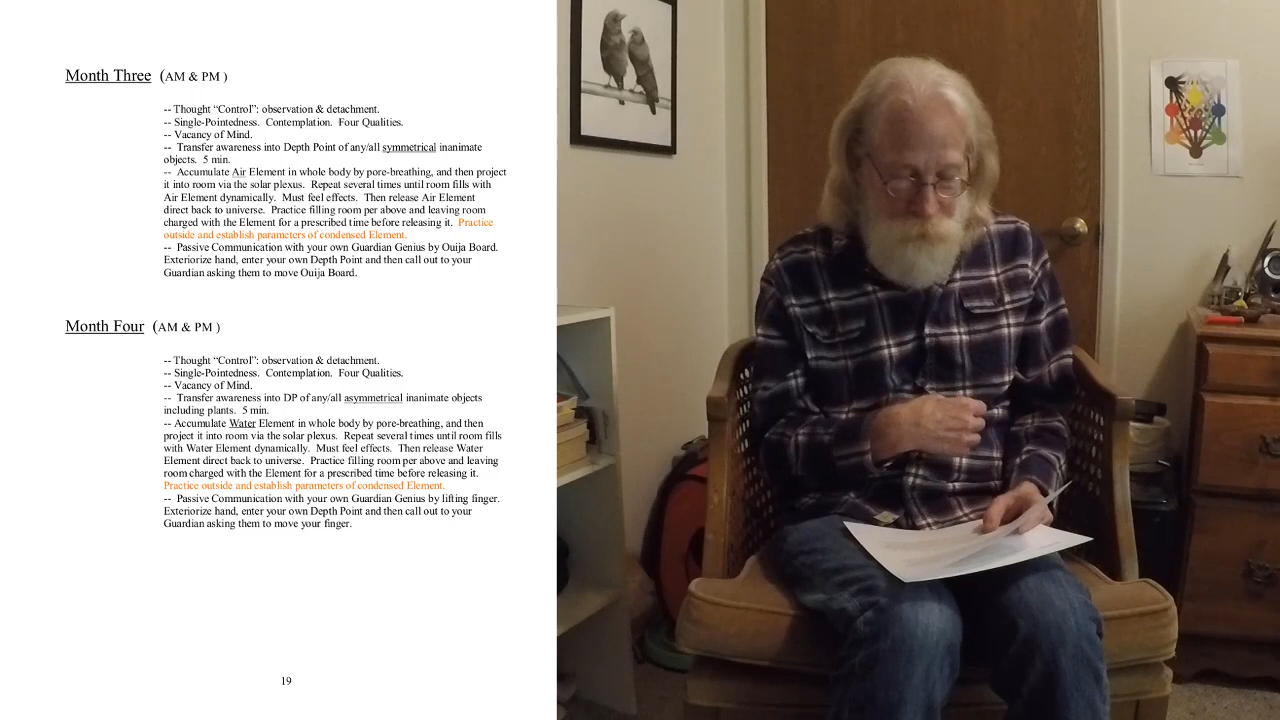 Month Three (AM & PM )
-- Thought “Control”: observation & detachment.
-- Single-Pointedness. Contemplation. Four Qualities.
-- Vacancy of Mind.
-- Transfer awareness into Depth Point of any/all symmetrical inanimate
objects. 5 min.
-- Accumulate Air Element in whole body by pore-breathing, and then project
it into room via the solar plexus. Repeat several times until room fills with
Air Element dynamically. Must feel effects. Then release Air Element
direct back to universe. Practice filling room per above and leaving room
charged with the Element for a prescribed time before releasing it. Practice
outside and establish parameters of condensed Element.
-- Passive Communication with your own Guardian Genius by Ouija Board.
Exteriorize hand, enter your own Depth Point and then call out to your
Guardian asking them to move Ouija Board.
Month Four (AM & PM )
-- Thought “Control”: observation & detachment.
-- Single-Pointedness. Contemplation. Four Qualities.
-- Vacancy of Mind.
-- Transfer awareness into DP of any/all asymmetrical inanimate objects
including plants. 5 min.
-- Accumulate Water Element in whole body by pore-breathing, and then
project it into room via the solar plexus. Repeat several times until room fills
with Water Element dynamically. Must feel effects. Then release Water
Element direct back to universe. Practice filling room per above and leaving
room charged with the Element for a prescribed time before releasing it.
Practice outside and establish parameters of condensed Element.
-- Passive Communication with your own Guardian Genius by lifting finger.
Exteriorize hand, enter your own Depth Point and then call out to your
Guardian asking them to move your finger.
19